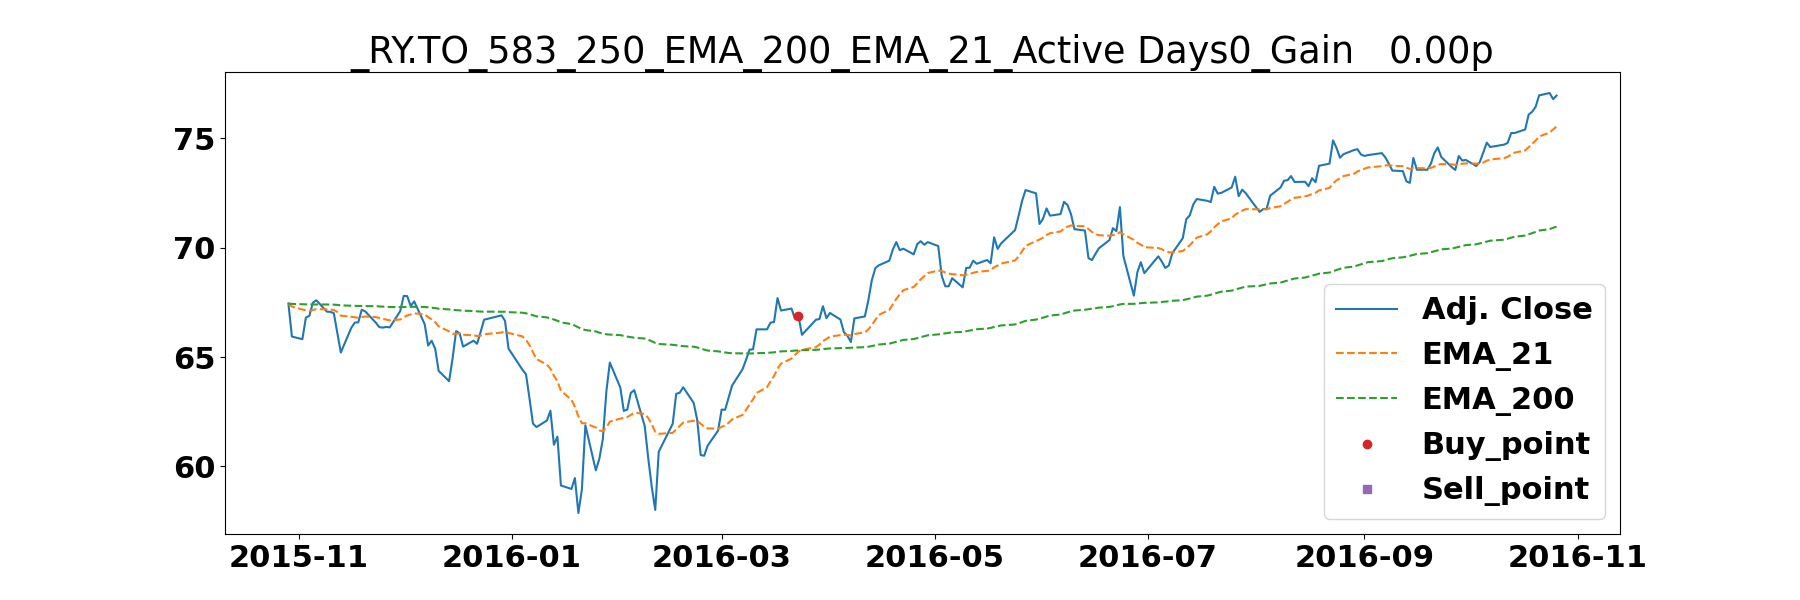 _RY.TO_583_250_EMA_200_EMA_21_Active Days0_Gain   0.00p
75
70
65
60
Adj. Close
EMA_21
EMA_200
Buy_point
Sell_point
2015-11 2016-01 2016-03 2016-05 2016-07 2016-09 2016-11